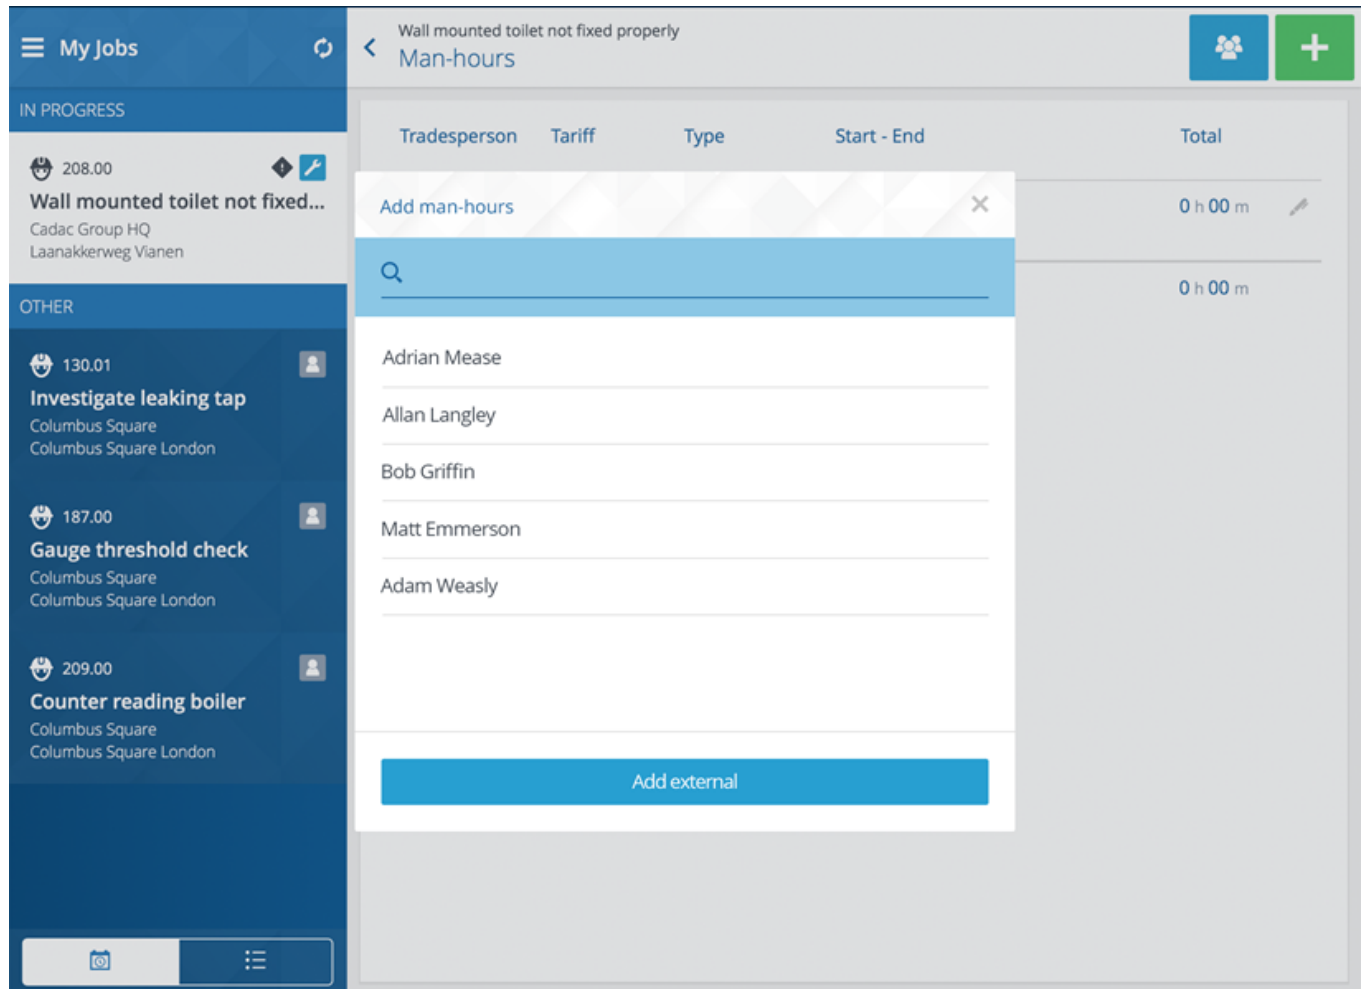 My Jobs
IN PROGRESS
208.00
Wall mounted toilet not fixed...
Cadac Group HQ
Laanakkerweg Vianen
OTHER
130.01
Investigate leaking tap
Columbus Square
Columbus Square London
187.00
Gauge threshold check
Columbus Square
Columbus Square London
209.00
Counter reading boiler
Columbus Square
Columbus Square London
Wall mounted toilet not fixed properly
Man-hours
Tradesperson Tariff Type Start - End Total
0 h 00 m
0 h 00 m
Add man-hours
Adrian Mease
Allan Langley
Bob Griffin
Matt Emmerson
Adam Weasly
Add external